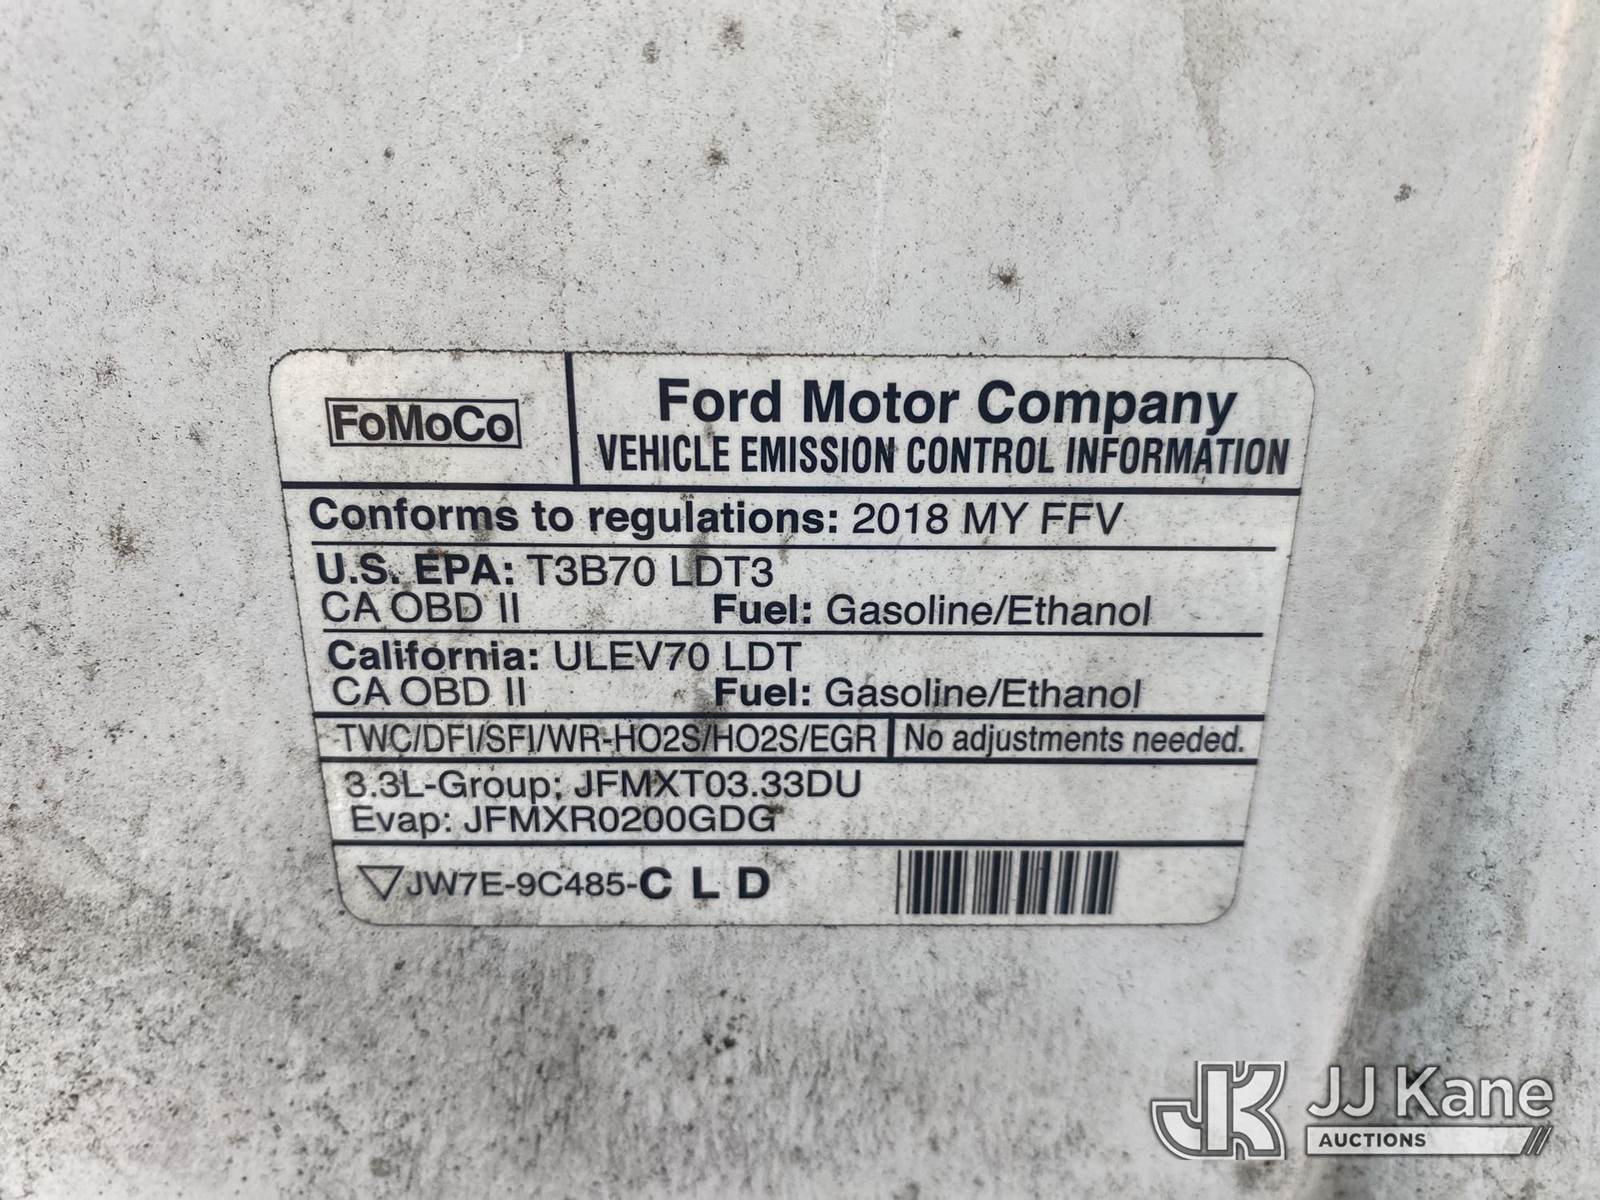 FoMoCo
Ford Motor Company
VEHICLE EMISSION CONTROL INFORMATION
Conforms to regulations: 2018 MY FFV
U.S. EPA: T3B70 LDT3
CA OBD II Fuel: Gasoline/Ethanol
California: ULEV70 LDT
CA OBD II Fuel: Gasoline/Ethanol
TWC/DFI/SFI/WR-HO2S/HO2S/EGR No adjustments needed.
3.3L-Group: JFMXT03.33DU
Evap: JFMXR0200GDG
JW7E-9C485-C L D
JK JJ Kane
AUCTIONS